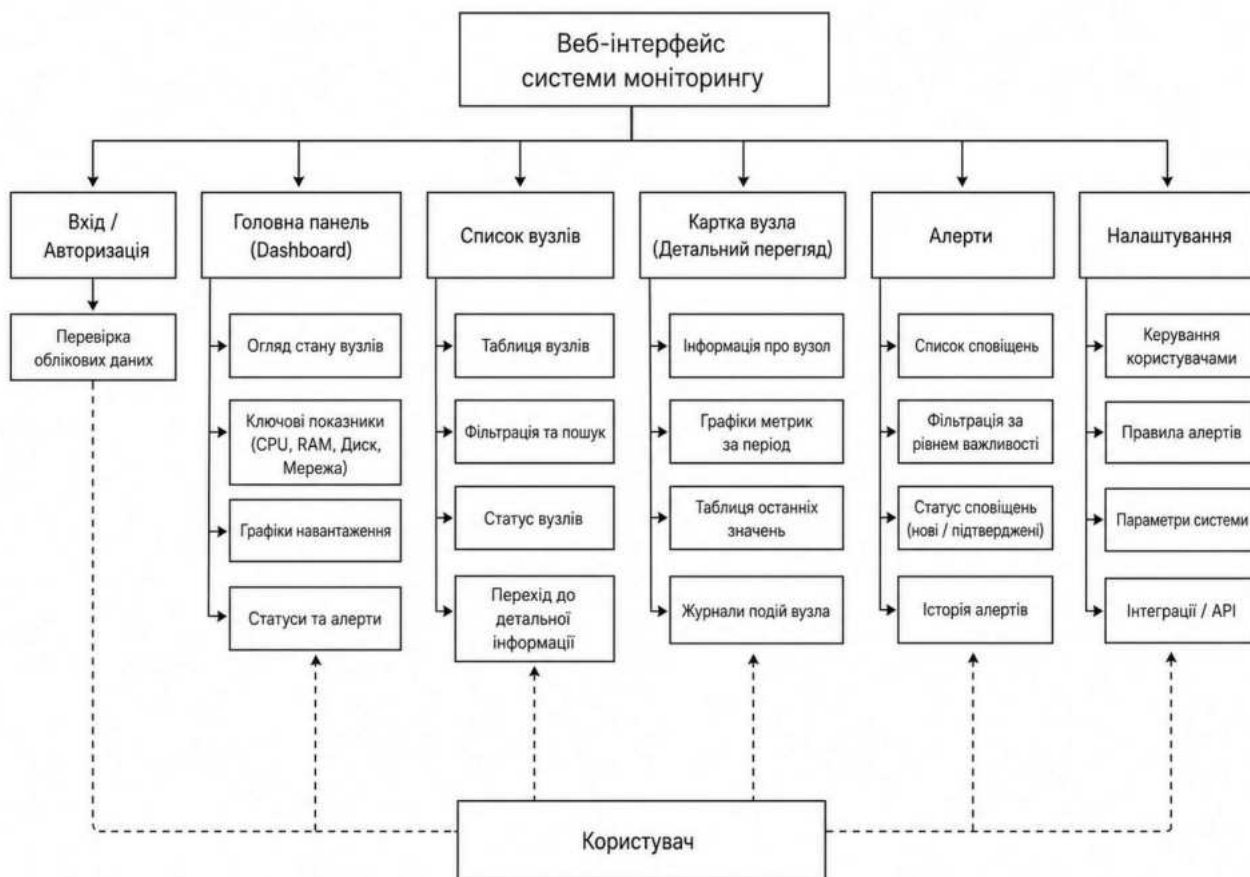 Веб-інтерфейс
системи моніторингу
Вхід /
Авторизація
Головна панель
(Dashboard)
Список вузлів
Картка вузла
(Детальний перегяд)
Алерти
Налаштування
Перевірка
облікових даних
Огляд стану вузлів
Ключові показники
(CPU, RAM, Диск,
Мережа)
Графіки навантаження
Статуси та алерти
Таблиця вузлів
Фільтрація та пошук
Статус вузлів
Перехід до
детальної
інформації
Інформація про вузол
Графіки метрик
за період
Таблиця останніх
значень
Журнали подій вузла
Список сповіщень
Фільтрація за
рівнем важливості
Статус сповіщень
(нові / підтверджені)
Історія алертів
Керування
користувачами
Правила алертів
Параметри системи
Інтеграції / API
Користувач